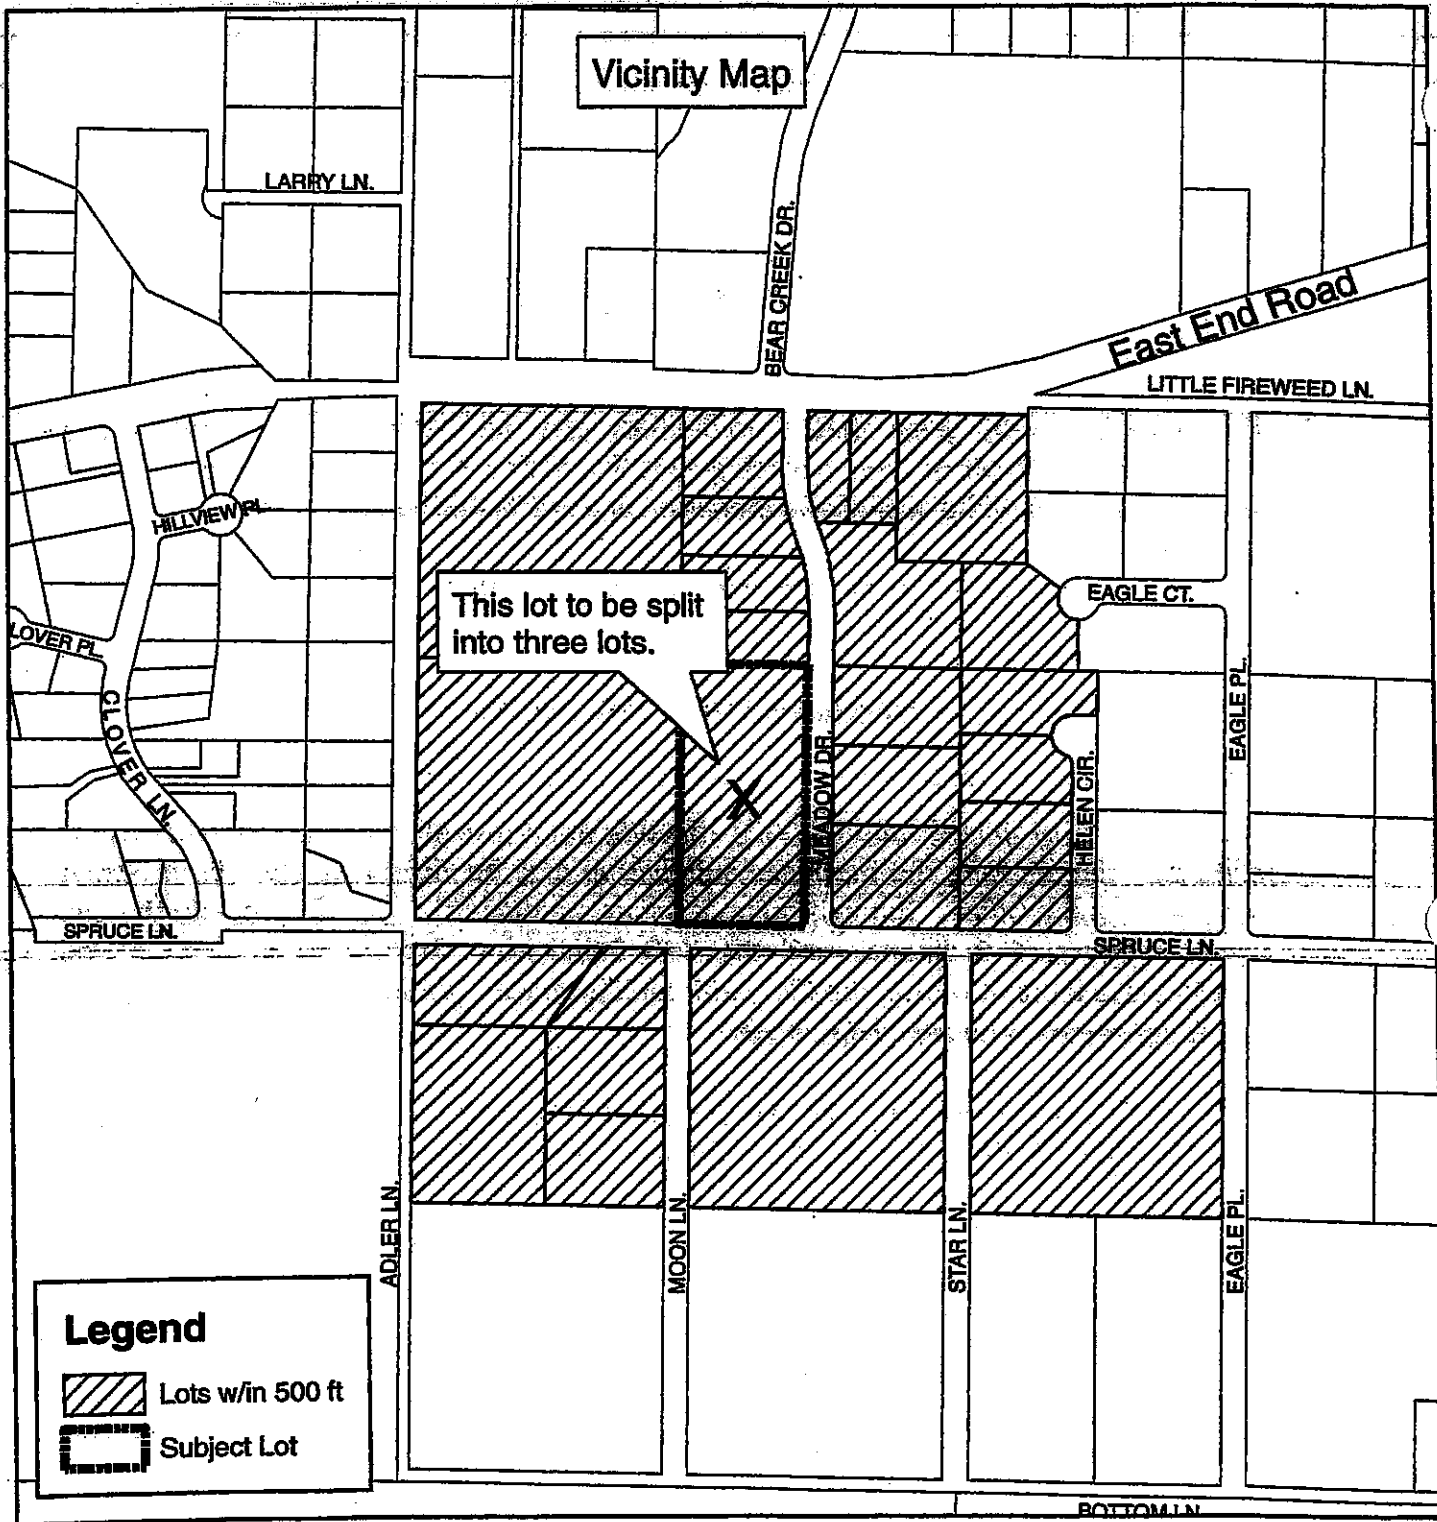 Vicinity Map
LARRY LN.
BEAR CREEK DR.
East End Road
LITTLE FIREWEED LN.
HILLVIEW PL.
EAGLE CT.
This lot to be split
into three lots.
LOVER PL.
CLOVER LN.
MEADOW DR.
HELEN CIR.
EAGLE PL.
X
SPRUCE LN.
SPRUCE LN.
ADLER LN.
MOON LN.
STAR LN.
EAGLE PL.
Legend
Lots w/in 500 ft
Subject Lot
BOTTOM LN